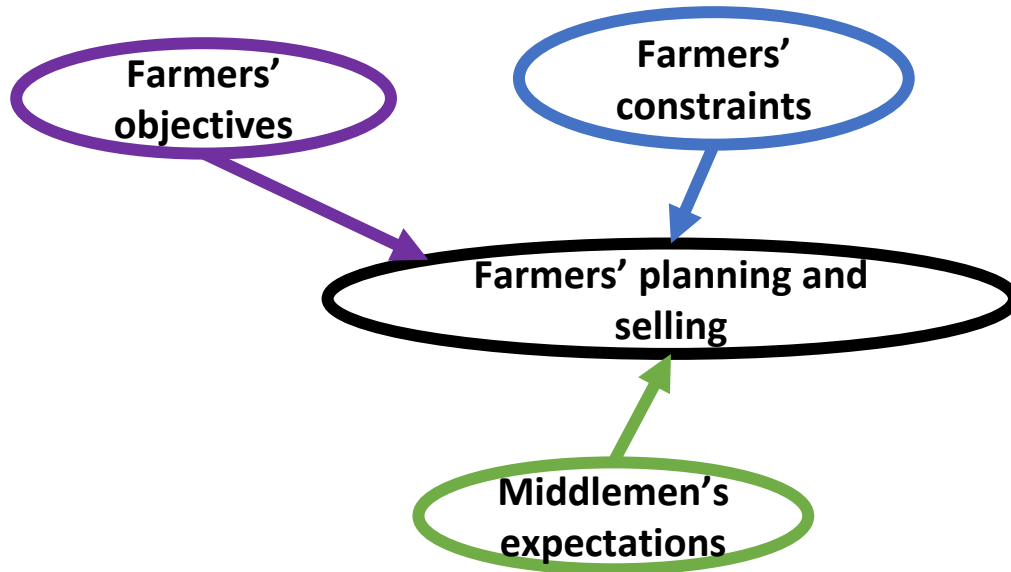 Farmers’
objectives
Farmers’
constraints
Farmers’ planning and
selling
Middlemen’s
expectations